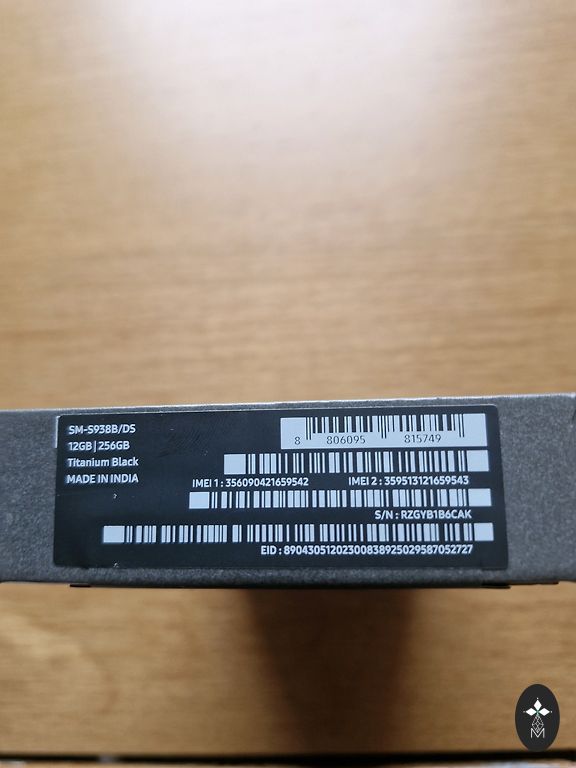 SM-S938B/DS
12GB | 256GB
Titanium Black
MADE IN INDIA
8 806095 815749
IMEI 1 : 356090421659542
IMEI 2 : 359513121659543
S/N : RZGYB1B6CAK
EID : 89043051202300838925029587052727
M